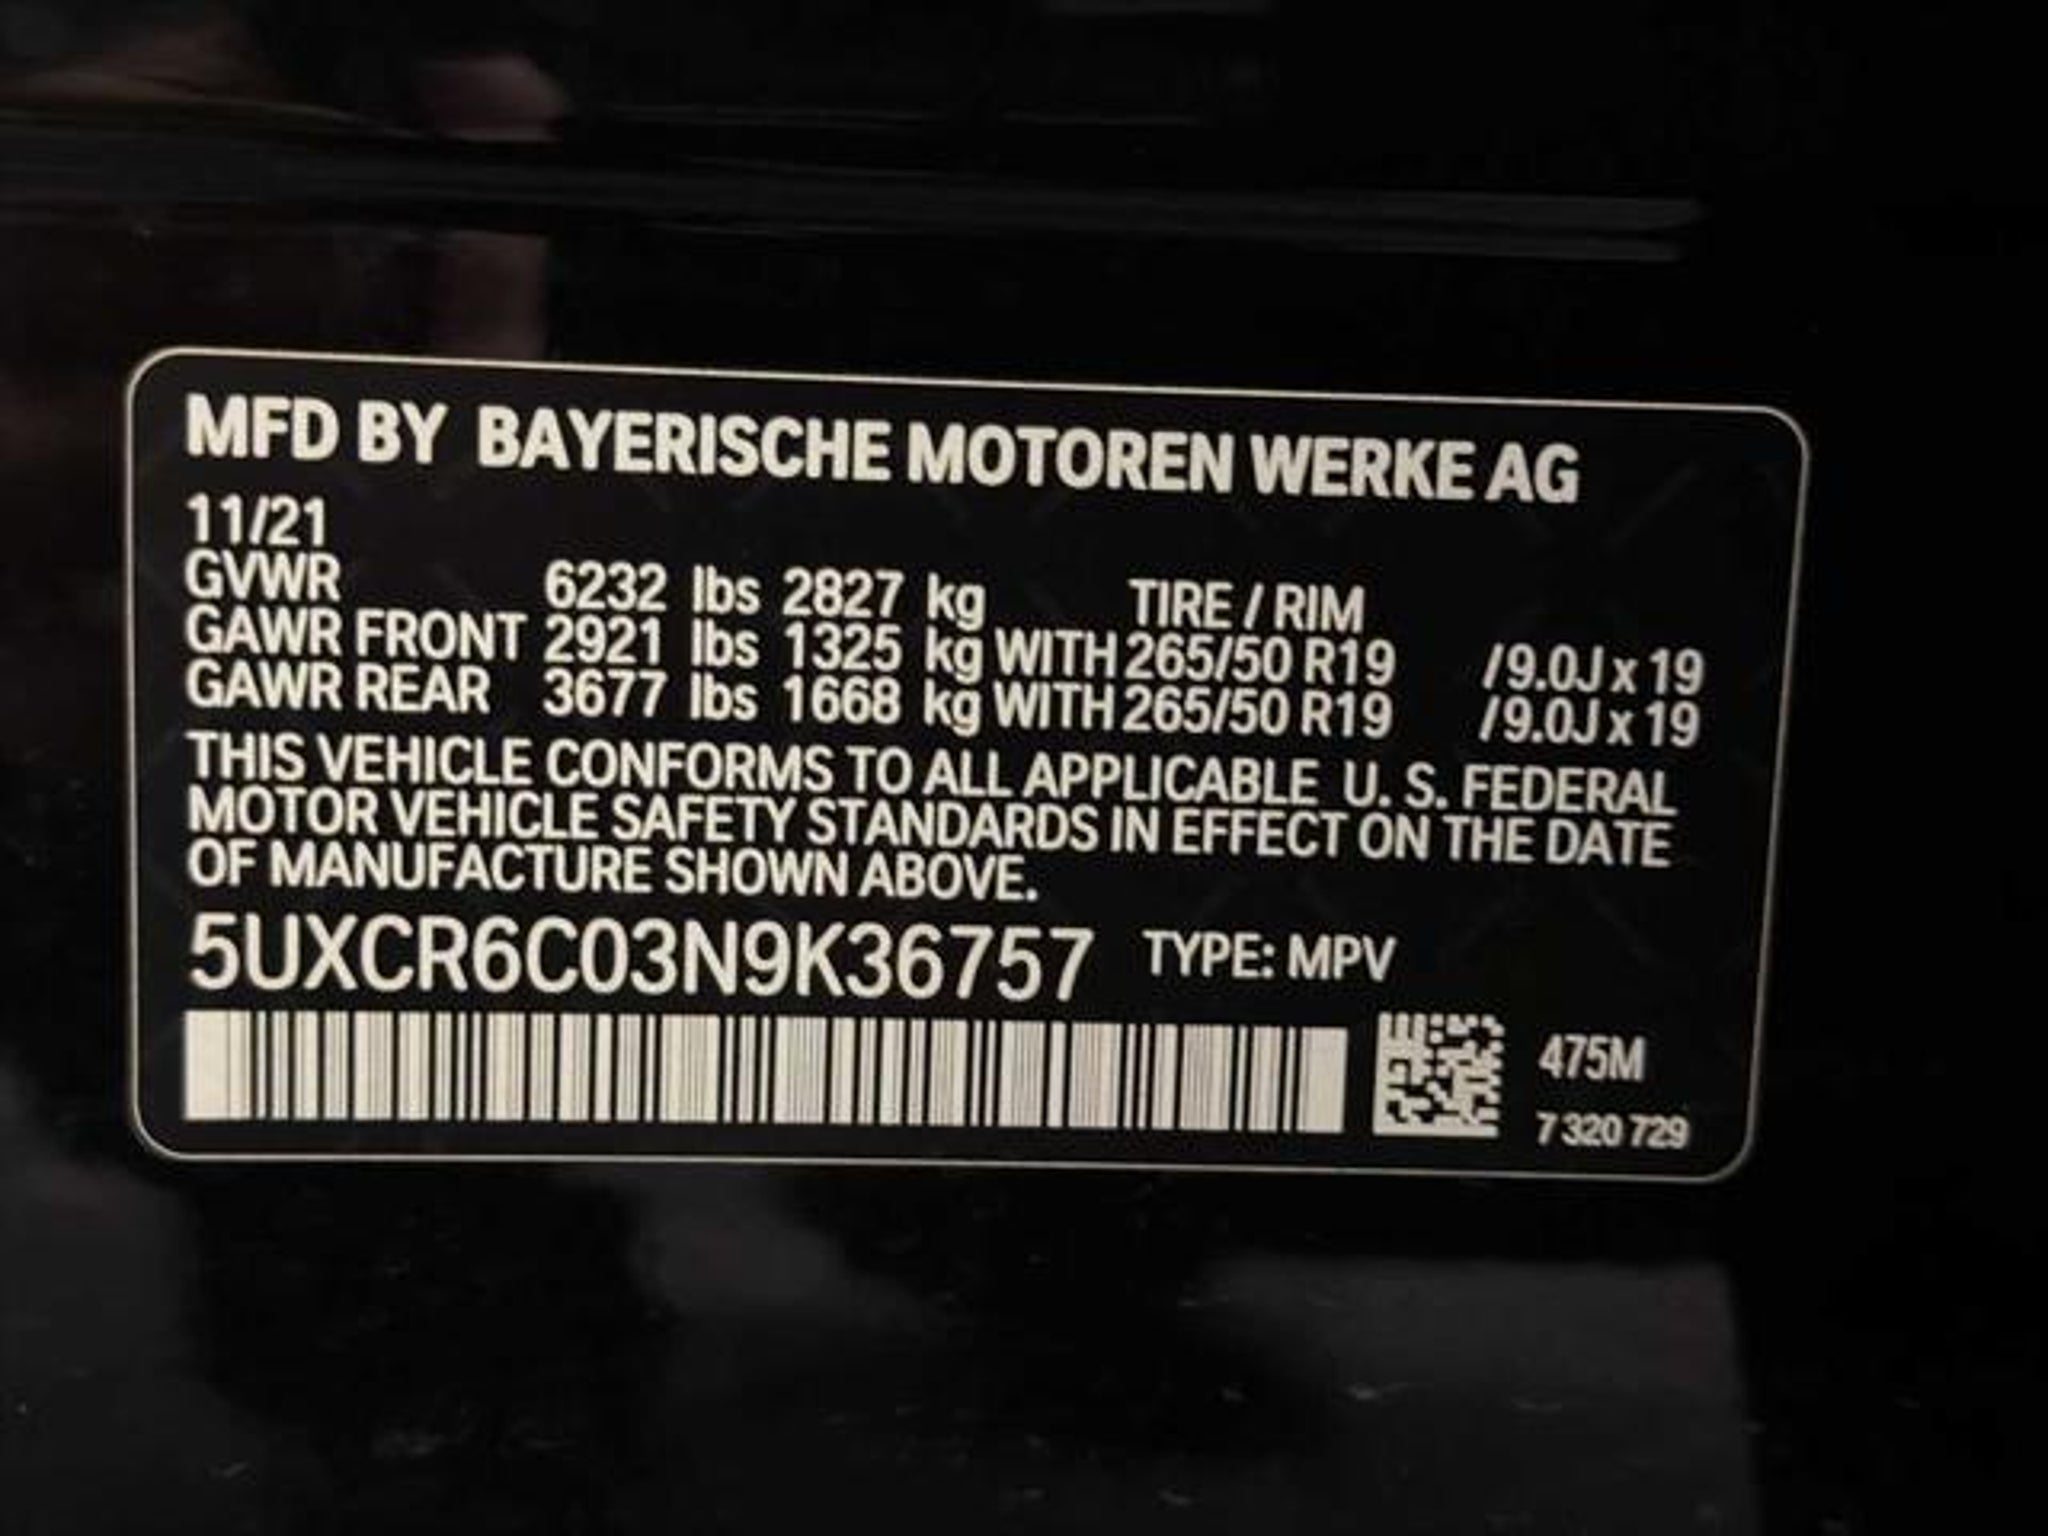 MFD BY BAYERISCHE MOTOREN WERKE AG
11/21
GVWR 6232 lbs 2827 kg TIRE / RIM
GAWR FRONT 2921 lbs 1325 kg WITH 265/50 R19 /9.0J x 19
GAWR REAR 3677 lbs 1668 kg WITH 265/50 R19 /9.0J x 19
THIS VEHICLE CONFORMS TO ALL APPLICABLE U. S. FEDERAL
MOTOR VEHICLE SAFETY STANDARDS IN EFFECT ON THE DATE
OF MANUFACTURE SHOWN ABOVE.
5UXCR6C03N9K36757 TYPE: MPV
475M
7 320 729